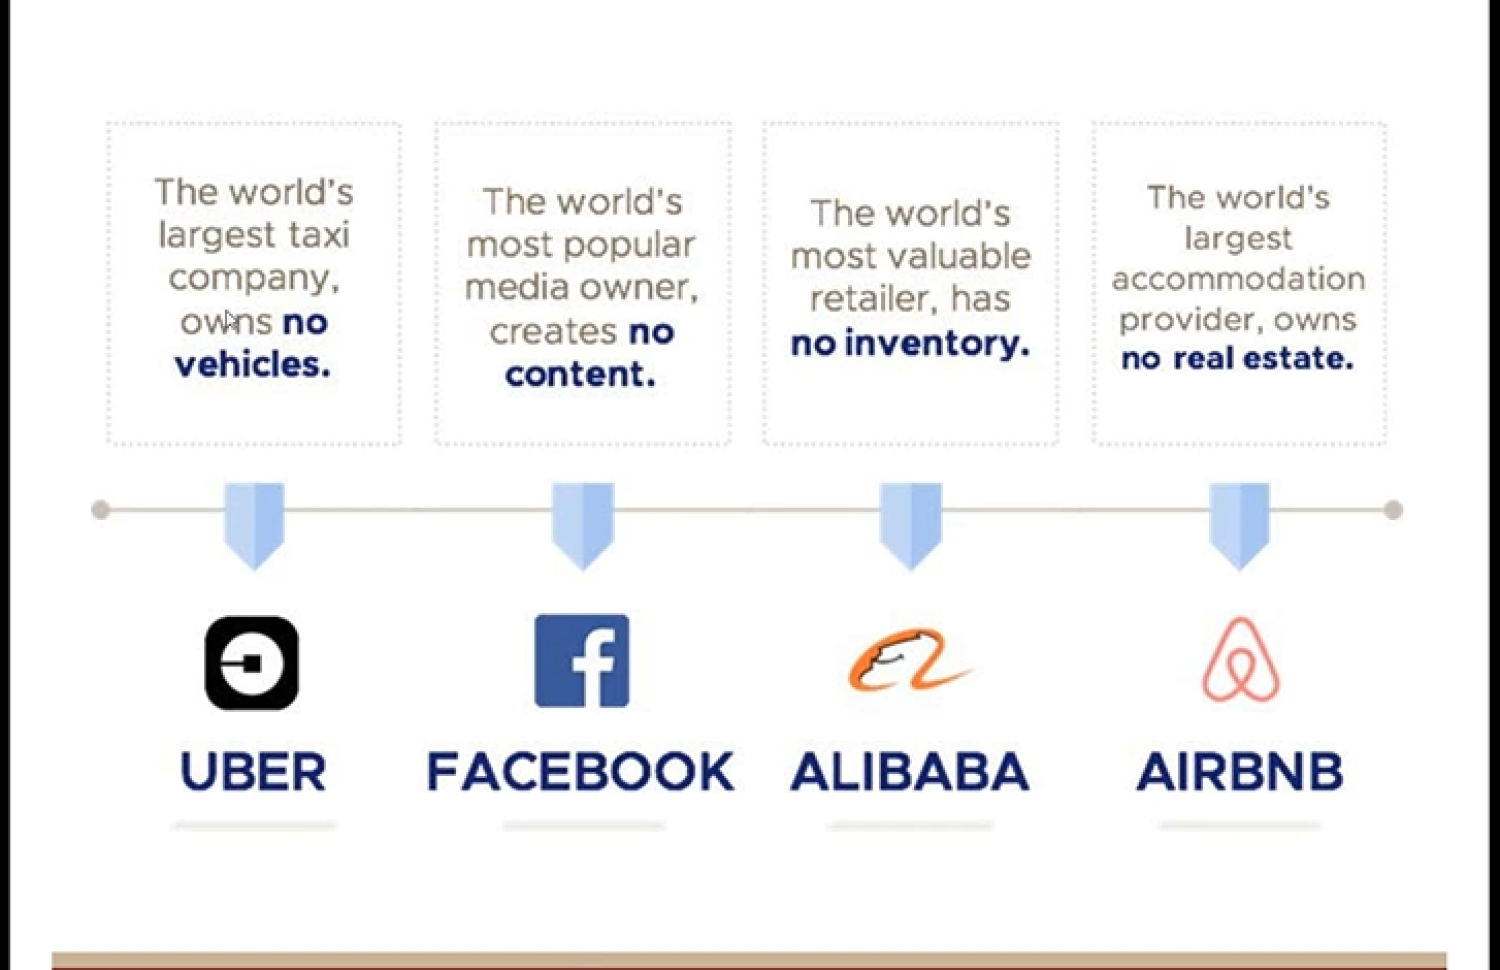 The world's
largest taxi
company,
owns no
vehicles.
The world's
most popular
media owner,
creates no
content.
The world's
most valuable
retailer, has
no inventory.
The world's
largest
accommodation
provider, owns
no real estate.
UBER
FACEBOOK
ALIBABA
AIRBNB